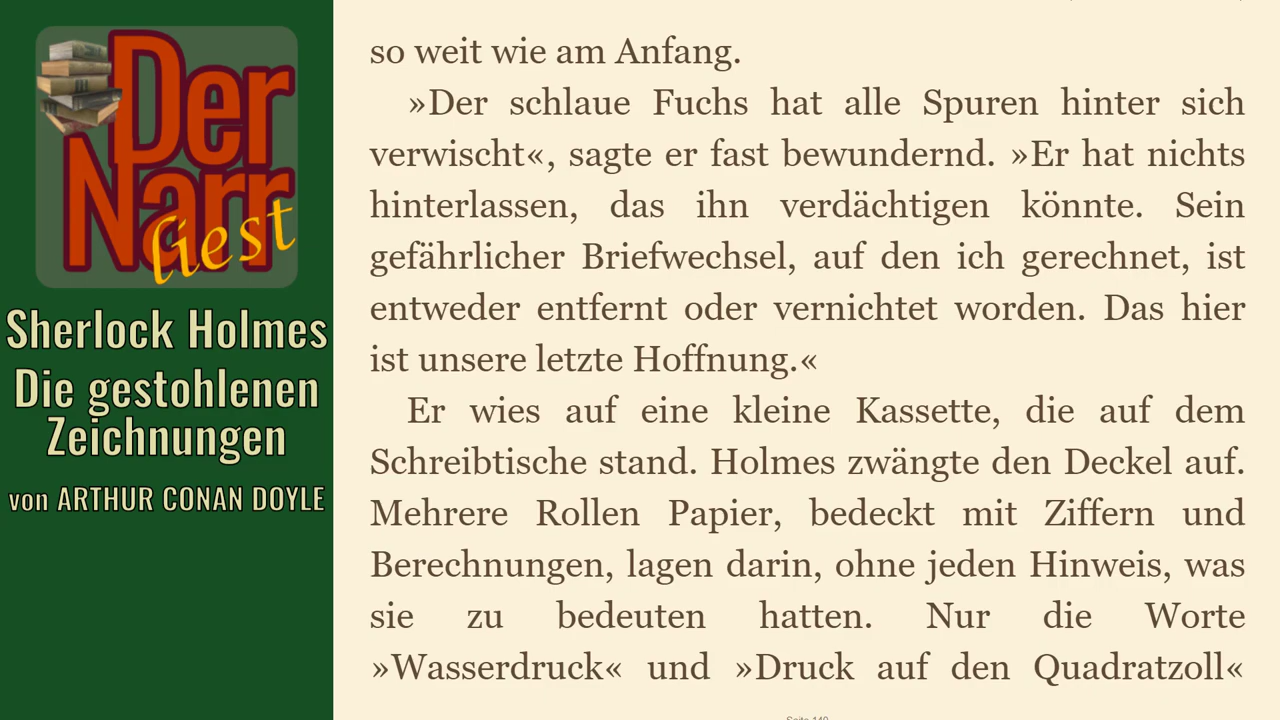 Der
Narr
liest
Sherlock Holmes
Die gestohlenen
Zeichnungen
von ARTHUR CONAN DOYLE
so weit wie am Anfang.
»Der schlaue Fuchs hat alle Spuren hinter sich
verwischt«, sagte er fast bewundernd. »Er hat nichts
hinterlassen, das ihn verdächtigen könnte. Sein
gefährlicher Briefwechsel, auf den ich gerechnet, ist
entweder entfernt oder vernichtet worden. Das hier
ist unsere letzte Hoffnung.«
Er wies auf eine kleine Kassette, die auf dem
Schreibtische stand. Holmes zwängte den Deckel auf.
Mehrere Rollen Papier, bedeckt mit Ziffern und
Berechnungen, lagen darin, ohne jeden Hinweis, was
sie zu bedeuten hatten. Nur die Worte
»Wasserdruck« und »Druck auf den Quadratzoll«